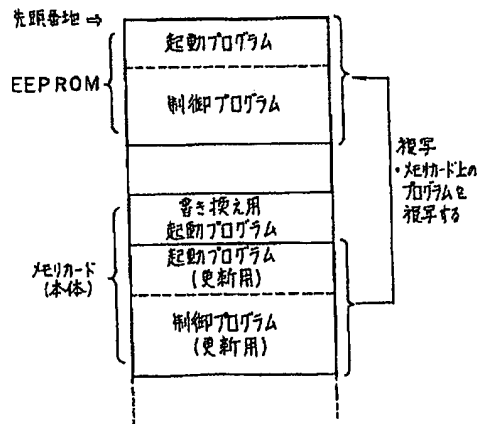 先頭番地 ⇒
起動プログラム
EEPROM
制御プログラム
複写
・メモリカード上の
プログラムを
複写する
書き換え用
起動プログラム
起動プログラム
(更新用)
メモリカード
(本体)
制御プログラム
(更新用)